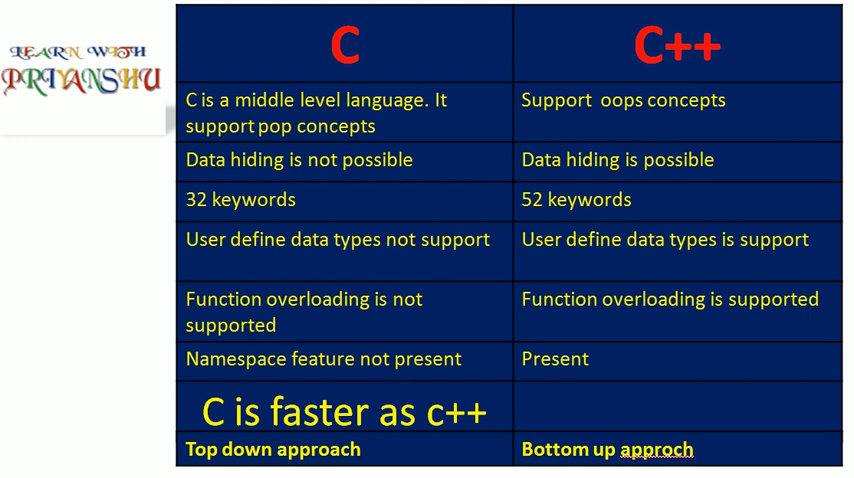 LEARN WITH
PRIYANSHU
C
C++
C is a middle level language. It
support pop concepts
Support oops concepts
Data hiding is not possible
Data hiding is possible
32 keywords
52 keywords
User define data types not support
User define data types is support
Function overloading is not
supported
Function overloading is supported
Namespace feature not present
Present
C is faster as c++
Top down approach
Bottom up approch